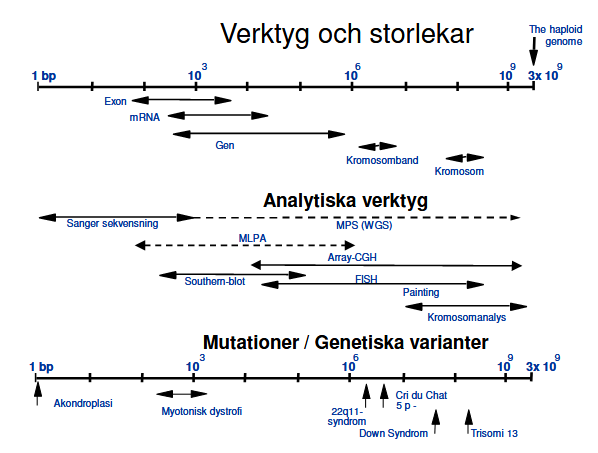 Verktyg och storlekar
The haploid
genome
1 bp 10^3 10^6 10^9 3x 10^9
Exon
mRNA
Gen
Kromosomband
Kromosom
Analytiska verktyg
Sanger sekvensning
MPS (WGS)
MLPA
Array-CGH
Southern-blot
FISH
Painting
Kromosomanalys
Mutationer / Genetiska varianter
1 bp 10^3 10^6 10^9 3x 10^9
Akondroplasi
Myotonisk dystrofi
22q11-
syndrom
Cri du Chat
5 p -
Down Syndrom
Trisomi 13